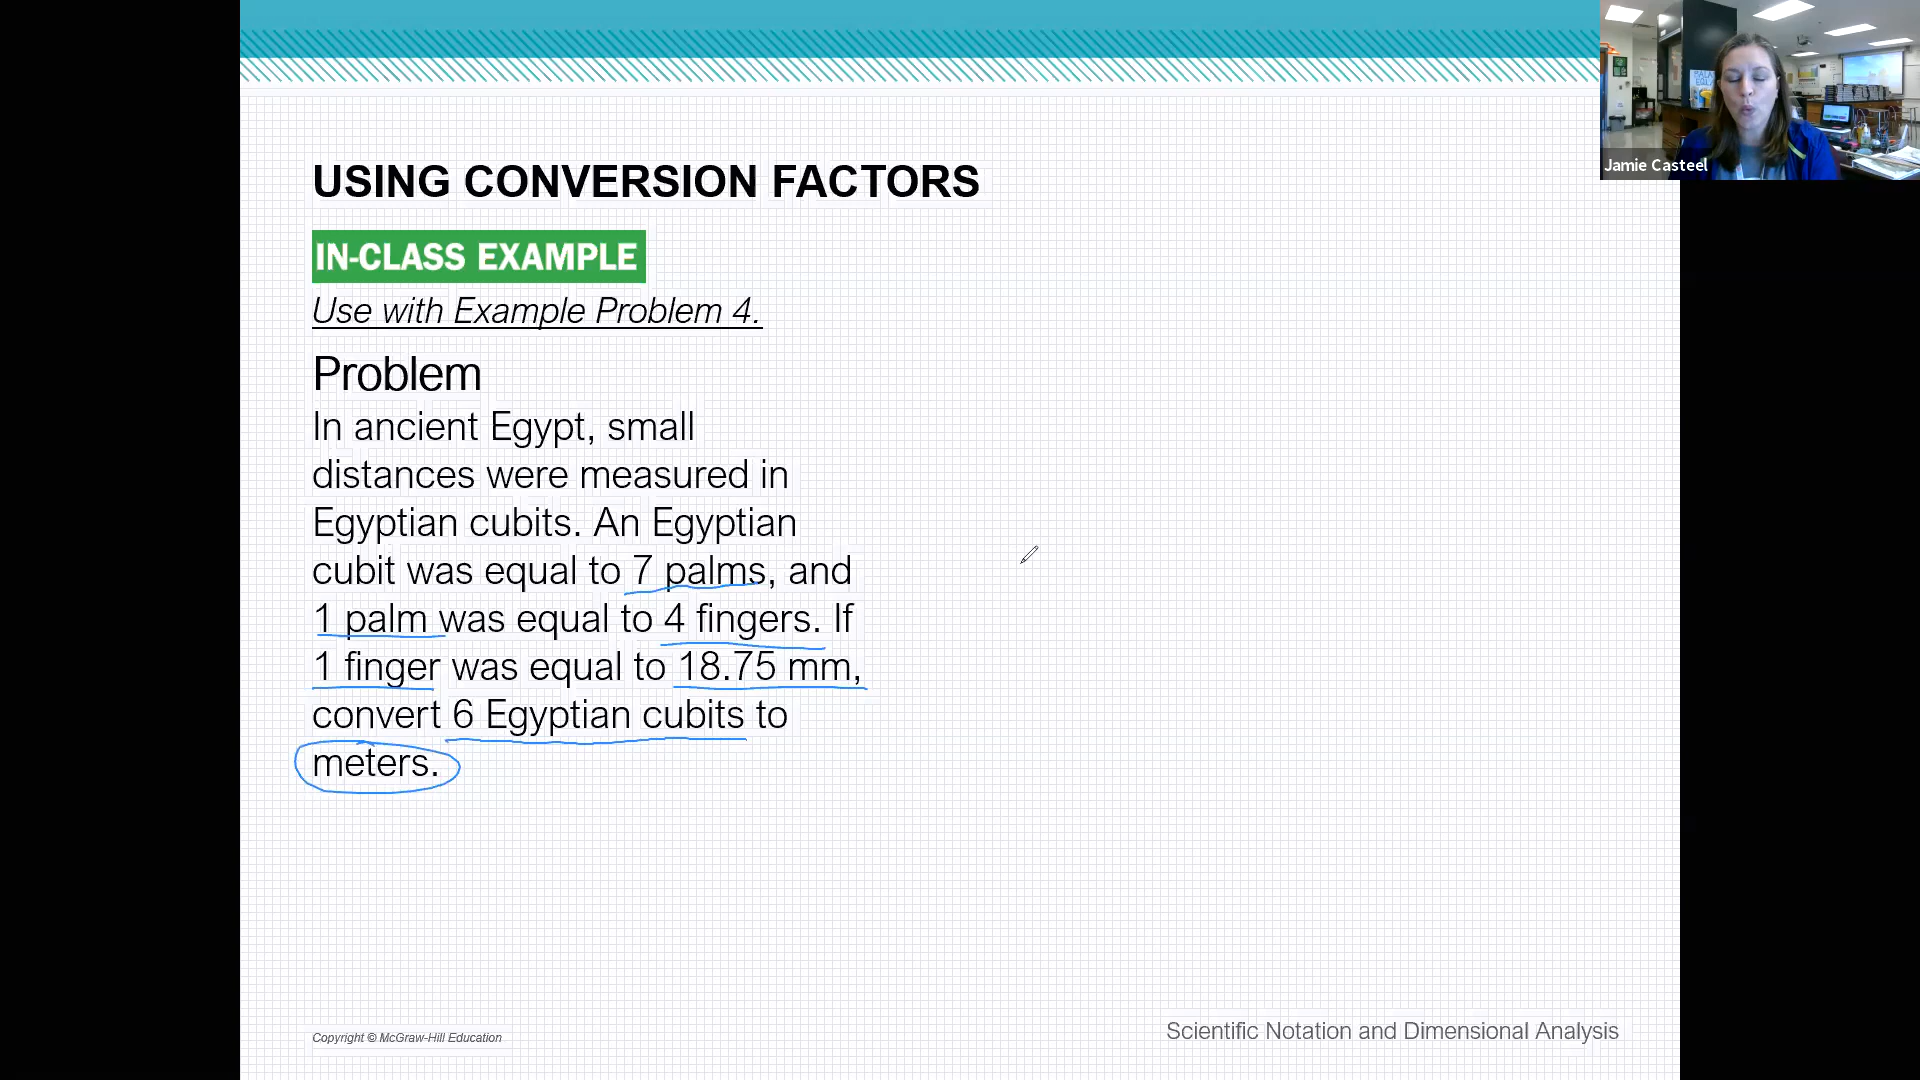 USING CONVERSION FACTORS
IN-CLASS EXAMPLE
Use with Example Problem 4.
Problem
In ancient Egypt, small
distances were measured in
Egyptian cubits. An Egyptian
cubit was equal to 7 palms, and
1 palm was equal to 4 fingers. If
1 finger was equal to 18.75 mm,
convert 6 Egyptian cubits to
meters.
Jamie Casteel
Copyright © McGraw-Hill Education
Scientific Notation and Dimensional Analysis